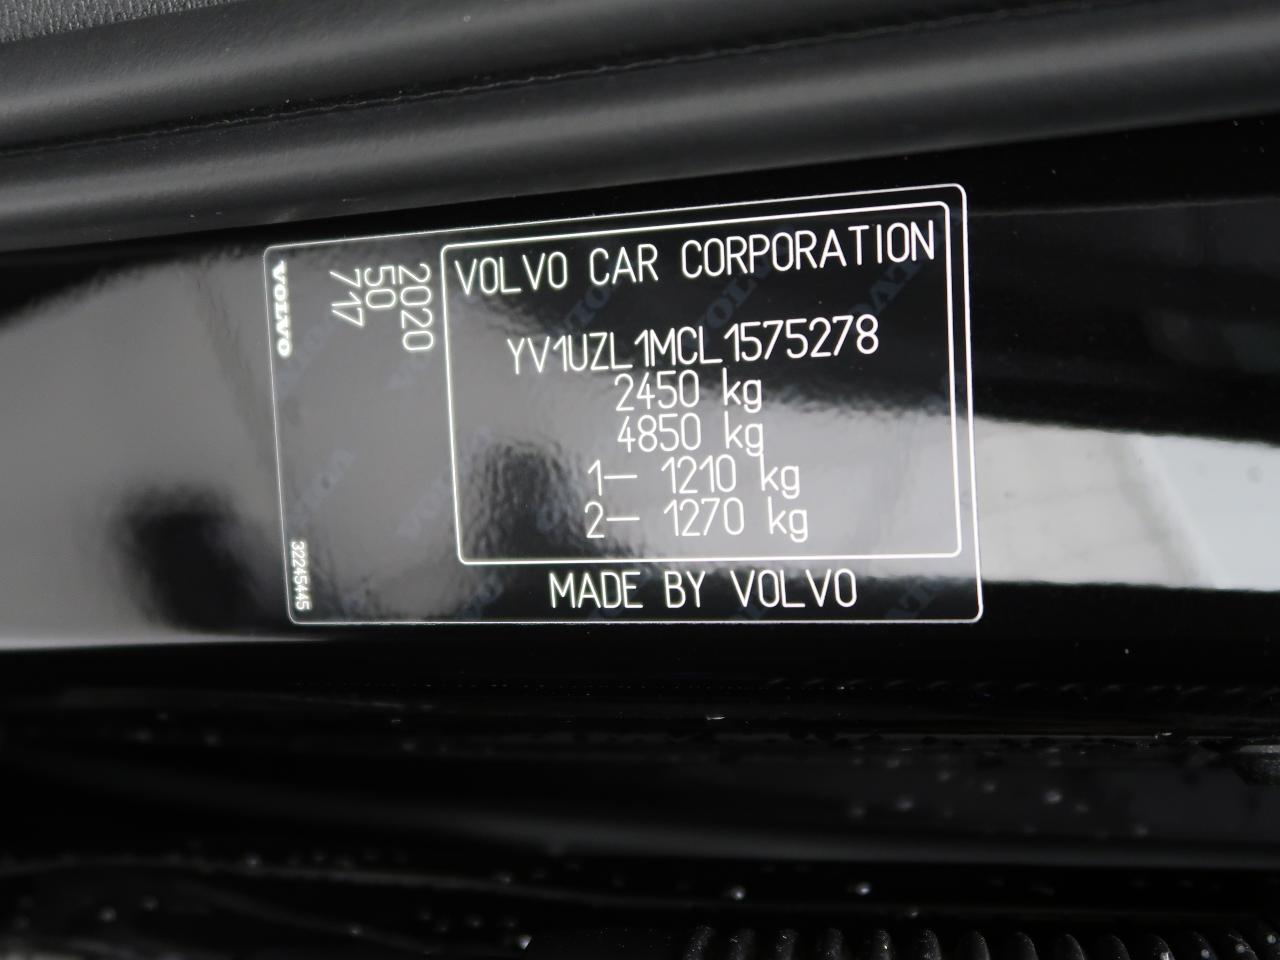 VOLVO
32245445
2020
50
717
VOLVO CAR CORPORATION
YV1UZL1MCL1575278
2450 kg
4850 kg
1– 1210 kg
2– 1270 kg
MADE BY VOLVO